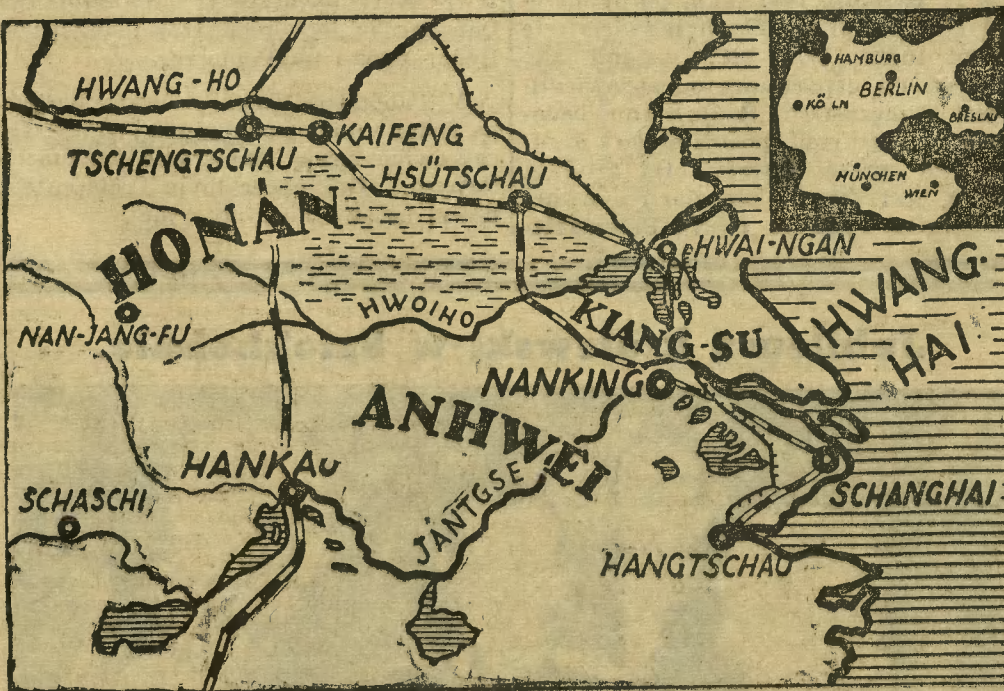 HWANG-HO
TSCHENGTSCHAU
KAIFENG
HSÜTSCHAU
HONAN
NAN-JANG-FU
HWOIHO
HWAI-NGAN
KIANG-SU
NANKING
ANHWEI
HANKAU
SCHASCHI
JANTGSE
SCHANGHAI
HANGTSCHAU
HWANG-
HAI
HAMBURG
BERLIN
KÖLN
BRESLAU
MÜNCHEN
WIEN